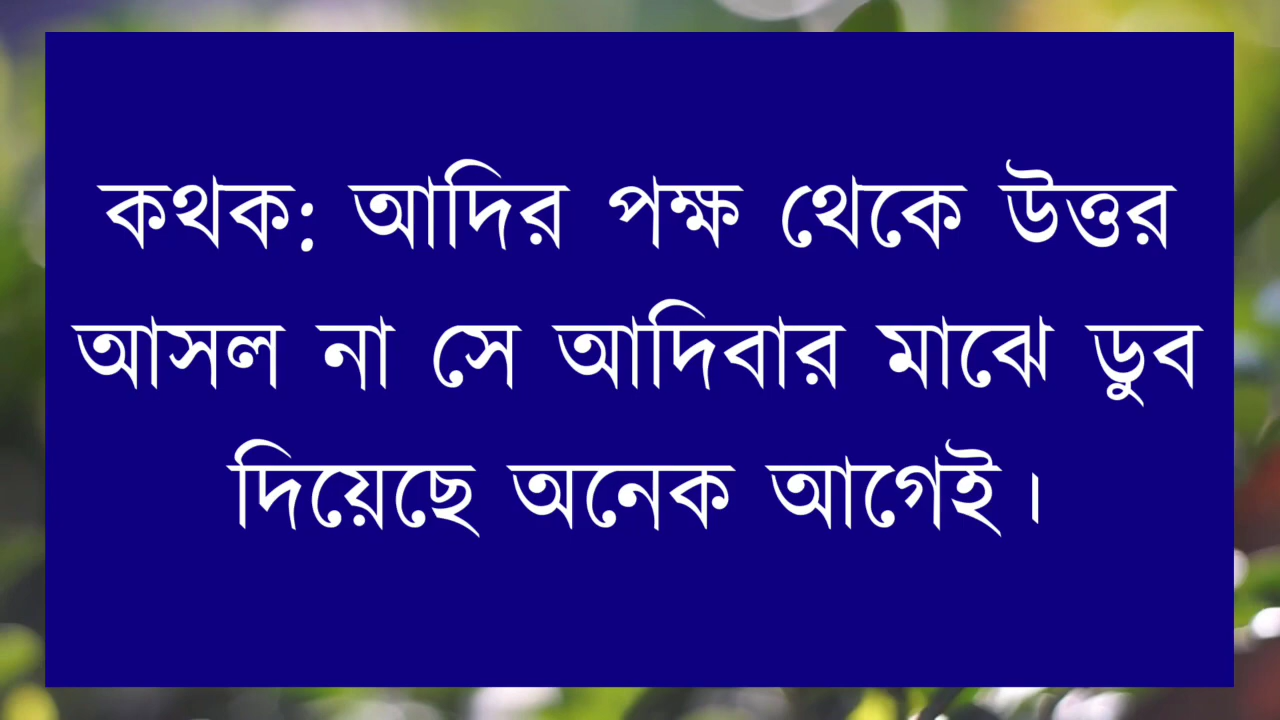 কথক: আদির পক্ষ থেকে উত্তর
আসল না সে আদিবার মাঝে ডুব
দিয়েছে অনেক আগেই।